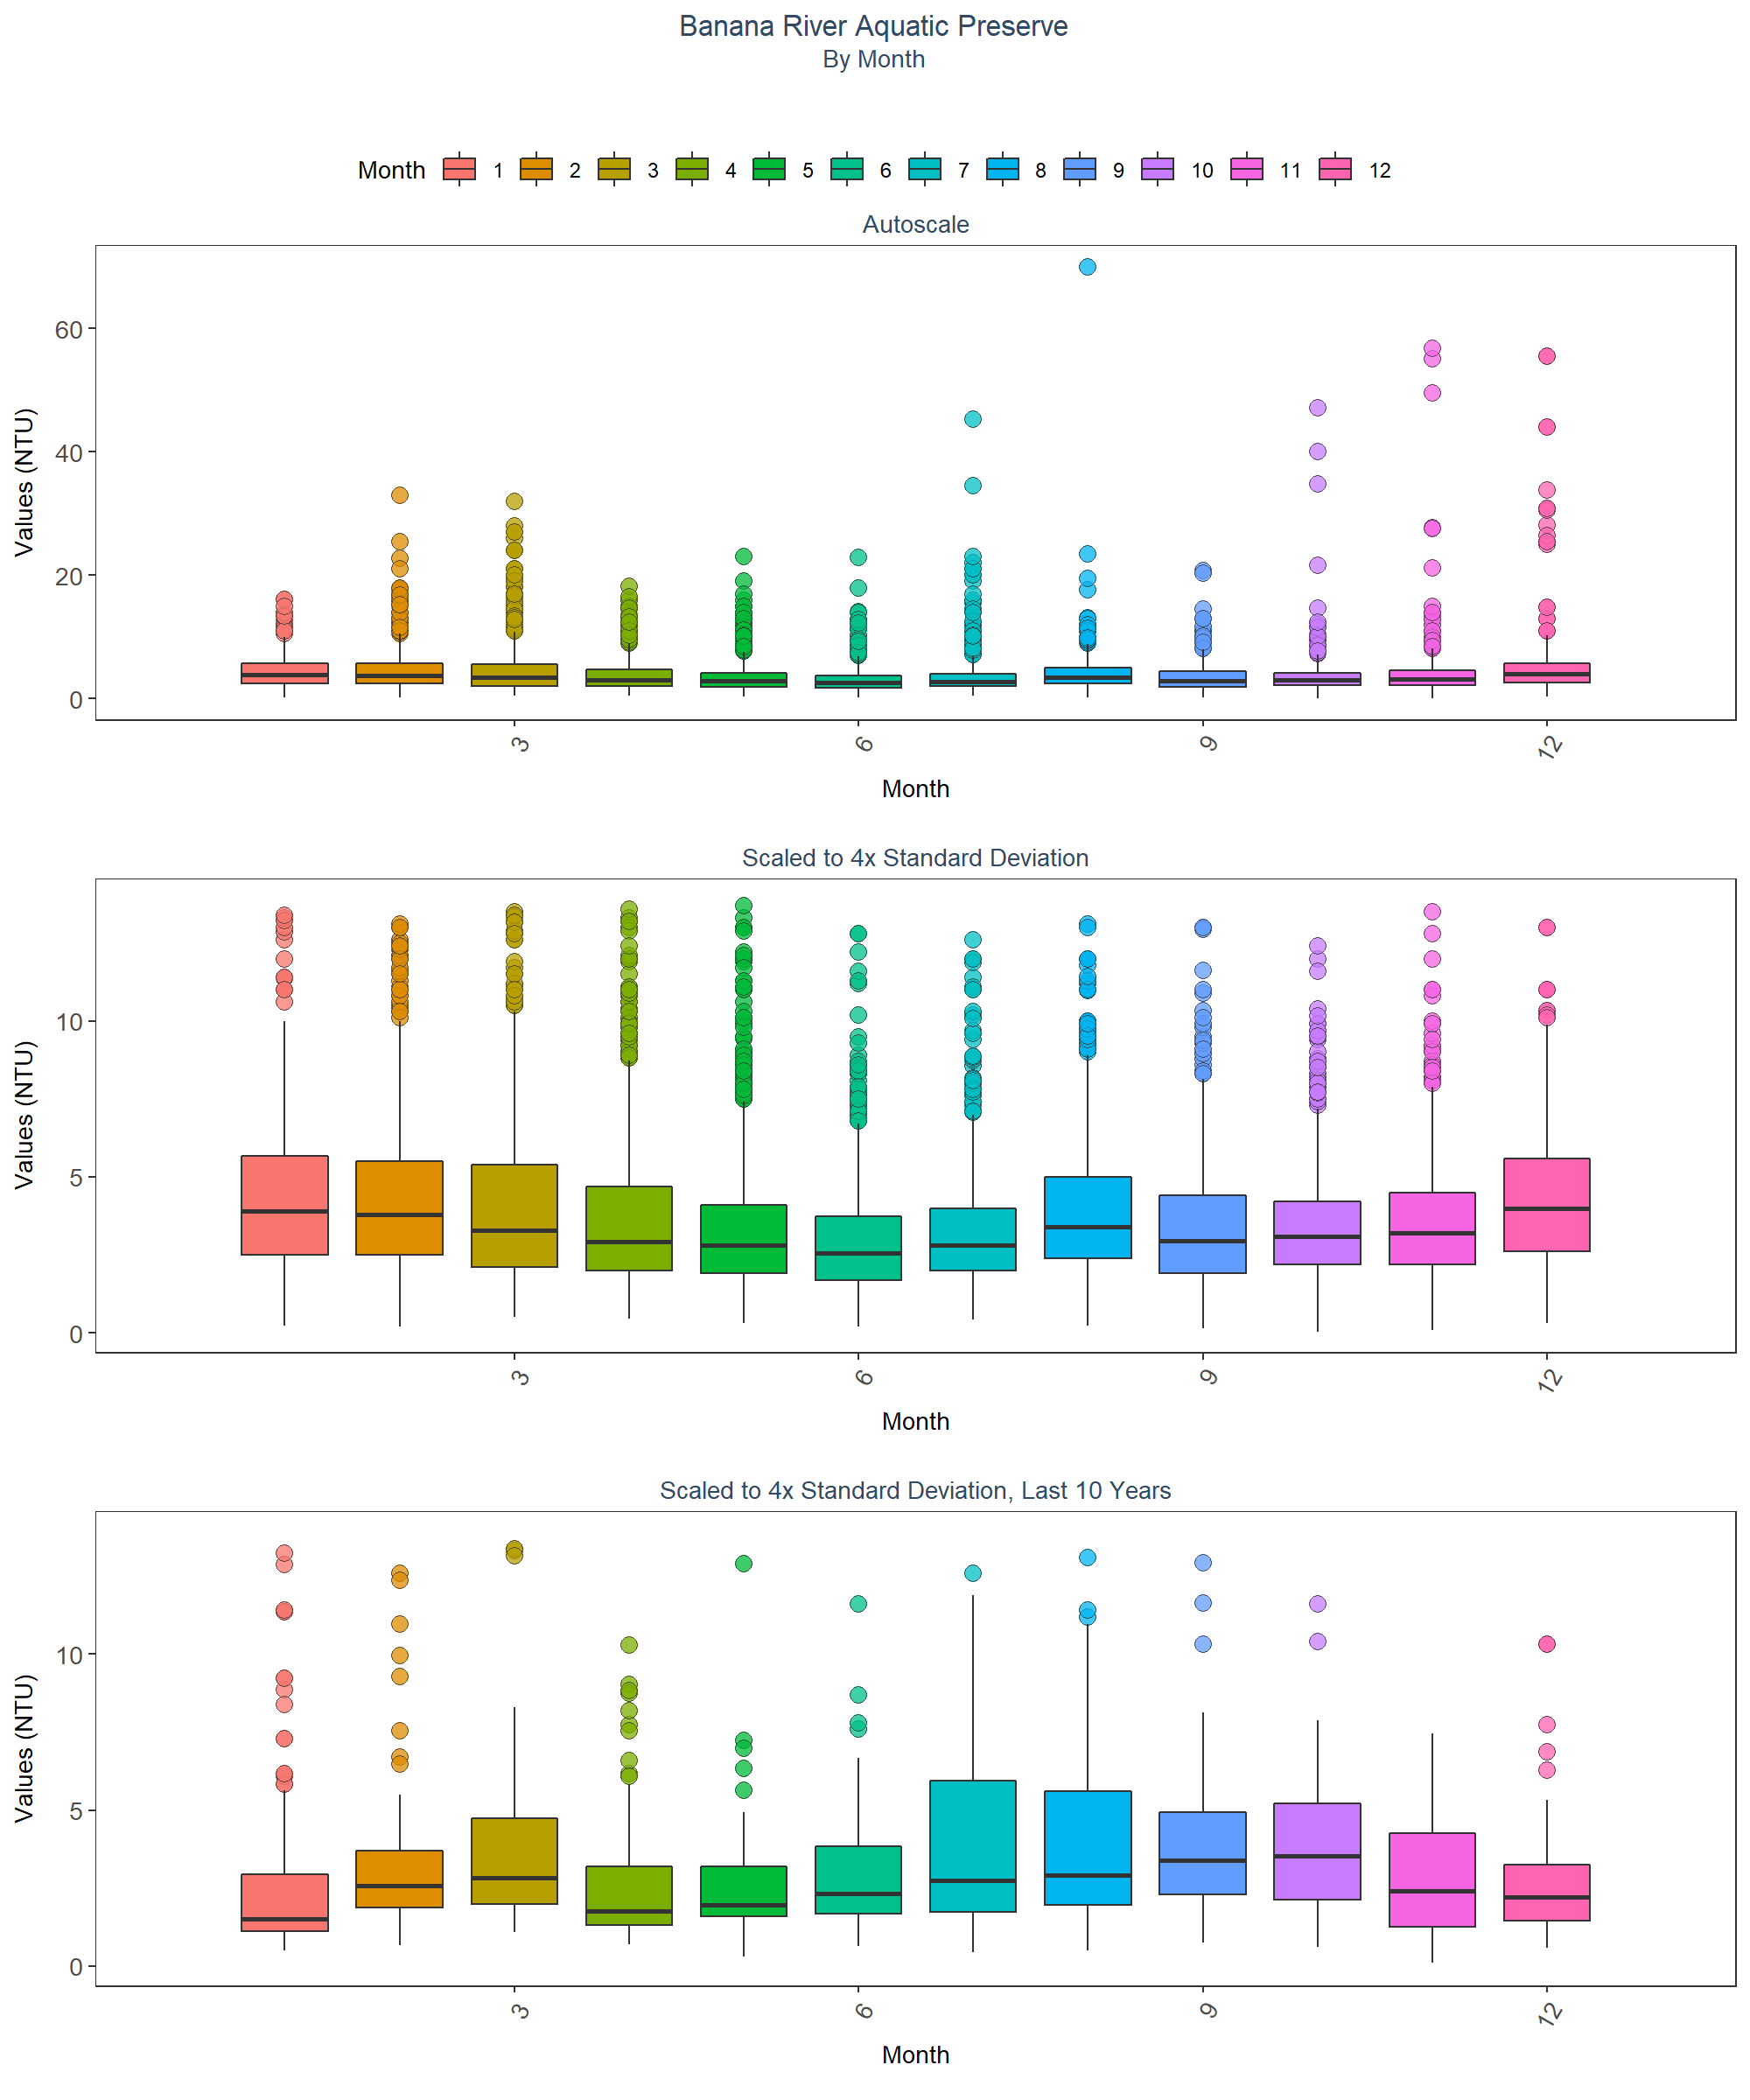 Banana River Aquatic Preserve
By Month
Month 1 2 3 4 5 6 7 8 9 10 11 12
Autoscale
Values (NTU)
60
40
20
0
3 6 9 12
Month
Scaled to 4x Standard Deviation
Values (NTU)
10
5
0
3 6 9 12
Month
Scaled to 4x Standard Deviation, Last 10 Years
Values (NTU)
10
5
0
3 6 9 12
Month